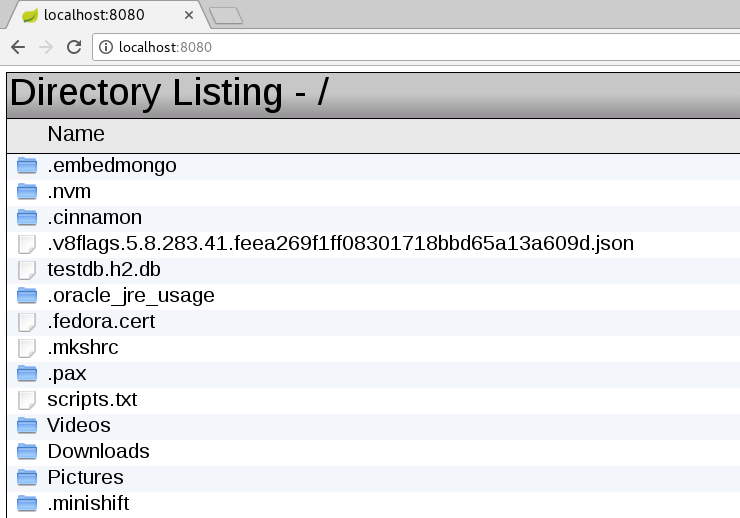 localhost:8080
localhost:8080
Directory Listing - /
Name
.embedmongo
.nvm
.cinnamon
.v8flags.5.8.283.41.feea269f1ff08301718bbd65a13a609d.json
testdb.h2.db
.oracle_jre_usage
.fedora.cert
.mkshrc
.pax
scripts.txt
Videos
Downloads
Pictures
.minishift